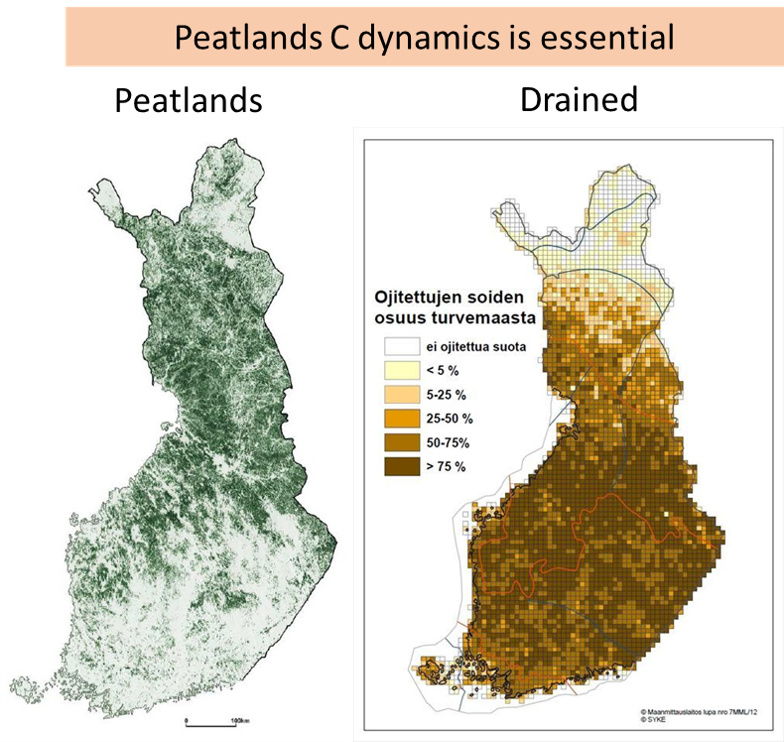 Peatlands C dynamics is essential
Peatlands
Drained
Ojitettujen soiden
osuus turvemaasta
ei ojitettua suota
< 5 %
5-25 %
25-50 %
50-75%
> 75 %
0 100km
© Maanmittauslaitos lupa nro 7MML/12
© SYKE